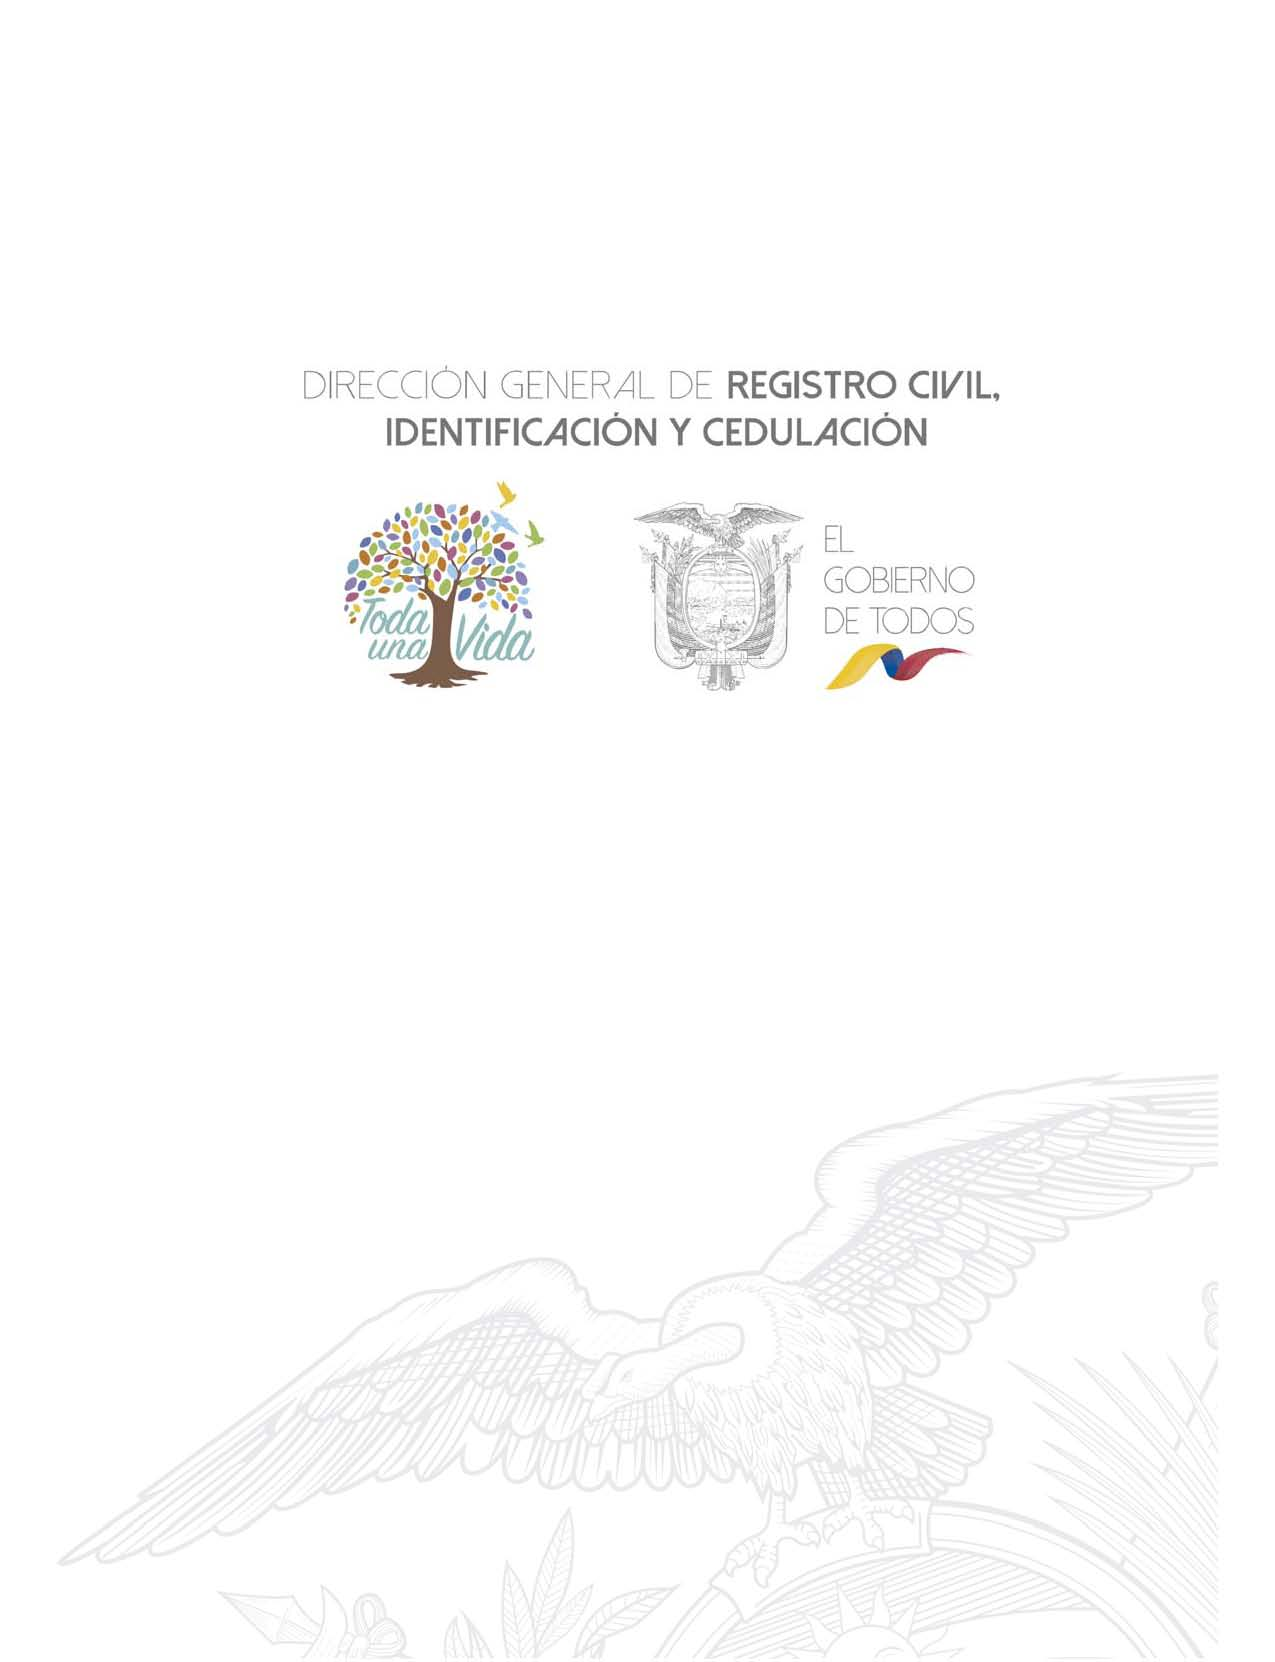 DIRECCIÓN GENERAL DE REGISTRO CIVIL,
IDENTIFICACIÓN Y CEDULACIÓN
Toda
una Vida
EL
GOBIERNO
DE TODOS